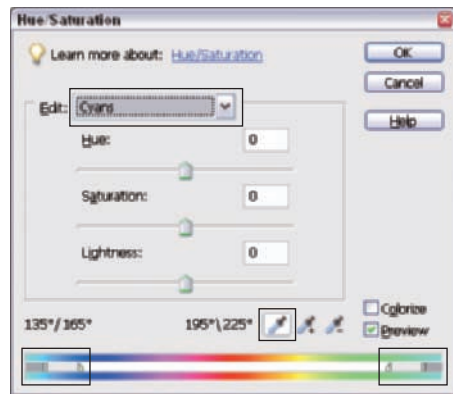 Hue/Saturation
Learn more about: Hue/Saturation
OK
Cancel
Help
Edit: Cyans
Hue: 0
Saturation: 0
Lightness: 0
135°/165° 195°\225°
Colorize
Preview